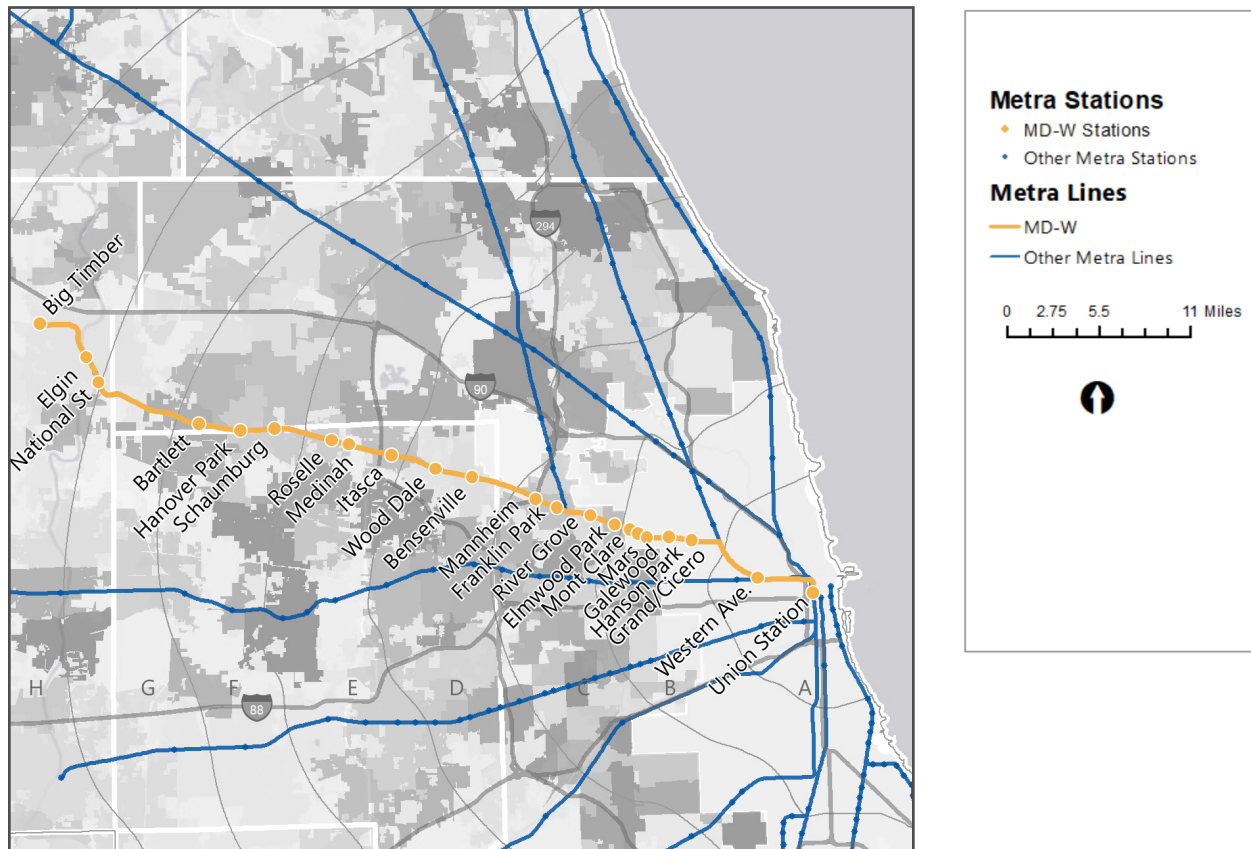 294
Big Timber
90
Elgin
National St
Bartlett
Hanover Park
Schaumburg
Roselle
Medinah
Itasca
Wood Dale
Bensenville
Mannheim
Franklin Park
River Grove
Elmwood Park
Mont Clare
Mars
Galewood
Hanson Park
Grand/Cicero
Western Ave.
Union Station
H G F E D C B A
88
Metra Stations
MD-W Stations
Other Metra Stations
Metra Lines
MD-W
Other Metra Lines
0 2.75 5.5 11 Miles